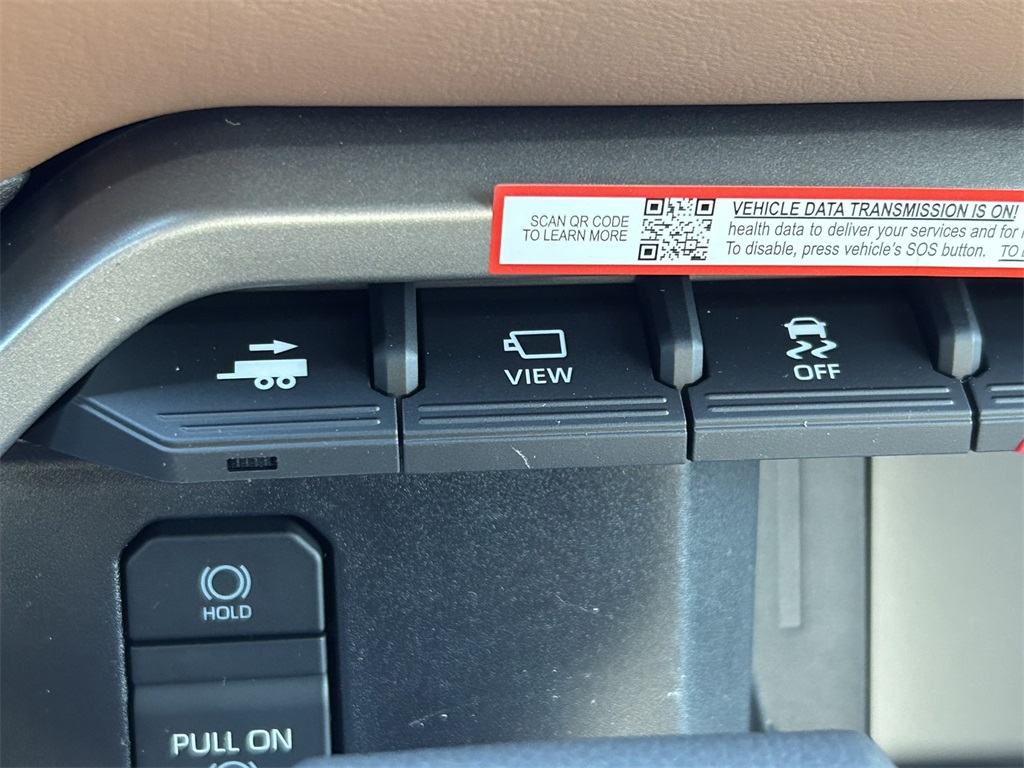 SCAN QR CODE
TO LEARN MORE
VEHICLE DATA TRANSMISSION IS ON!
health data to deliver your services and for
To disable, press vehicle's SOS button. TO
VIEW
OFF
HOLD
PULL ON